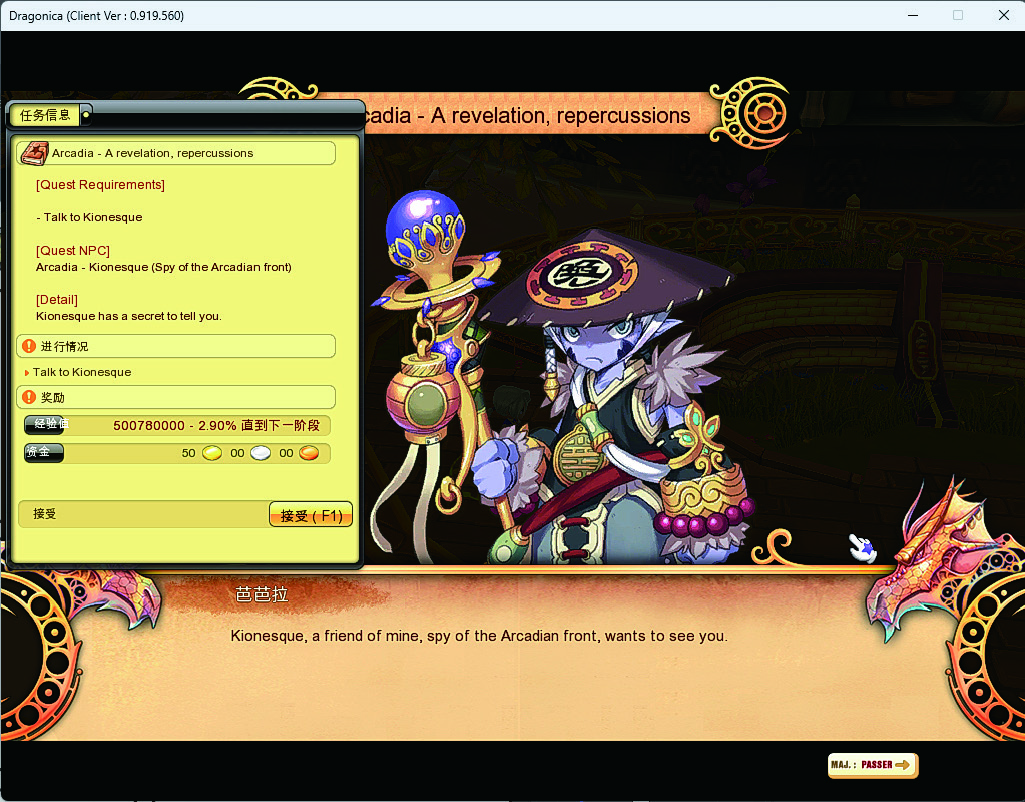 Dragonica (Client Ver : 0.919.560)
cadia - A revelation, repercussions
任务信息
Arcadia - A revelation, repercussions
[Quest Requirements]
- Talk to Kionesque
[Quest NPC]
Arcadia - Kionesque (Spy of the Arcadian front)
[Detail]
Kionesque has a secret to tell you.
进行情况
Talk to Kionesque
奖励
经验值 500780000 - 2.90% 直到下一阶段
资金 50 00 00
接受 接受 ( F1)
芭芭拉
Kionesque, a friend of mine, spy of the Arcadian front, wants to see you.
MAJ. : PASSER